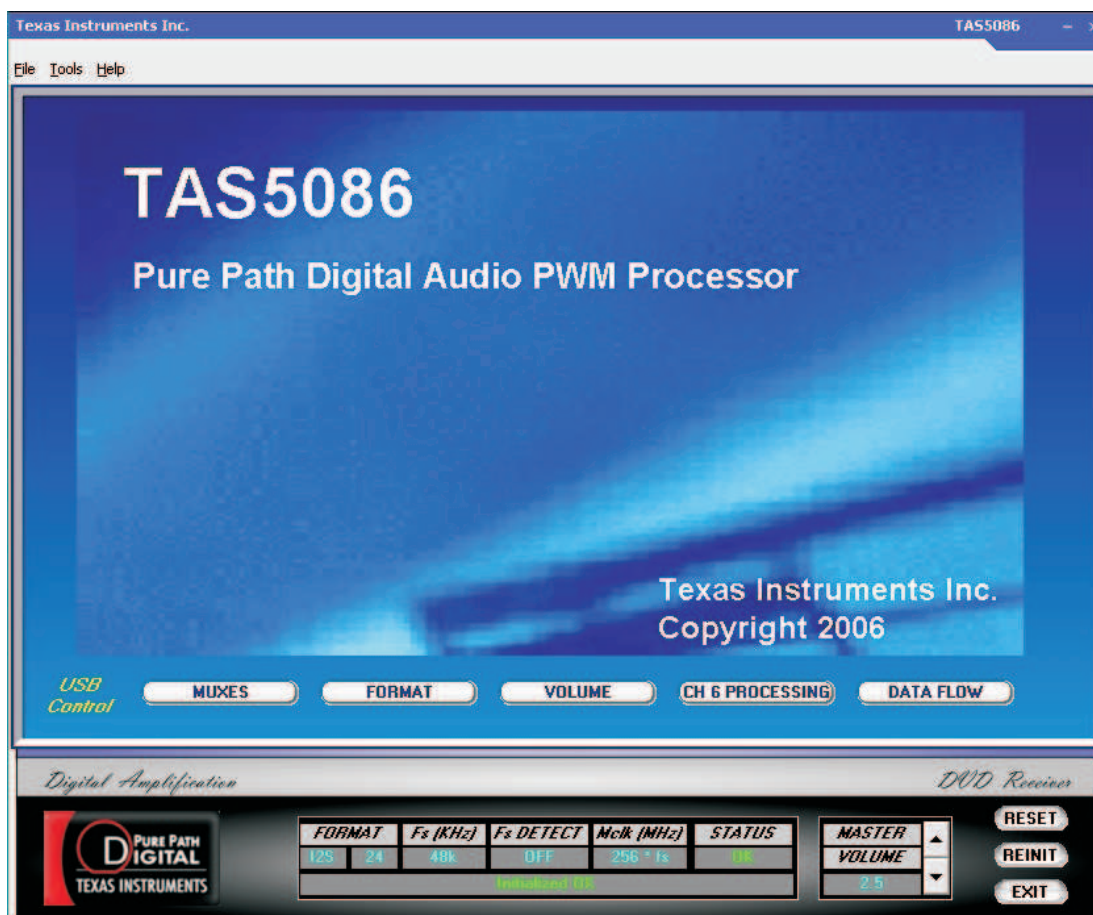 Texas Instruments Inc. TAS5086
File Tools Help
TAS5086
Pure Path Digital Audio PWM Processor
Texas Instruments Inc.
Copyright 2006
USB
Control
MUXES FORMAT VOLUME CH 6 PROCESSING DATA FLOW
Digital Amplification DVD Receiver
PURE PATH
DIGITAL
TEXAS INSTRUMENTS
FORMAT Fs (KHz) Fs DETECT Mclk (MHz) STATUS
I2S 24 48k OFF 256 * fs OK
Initialized OK
MASTER
VOLUME
2.5
RESET
REINIT
EXIT